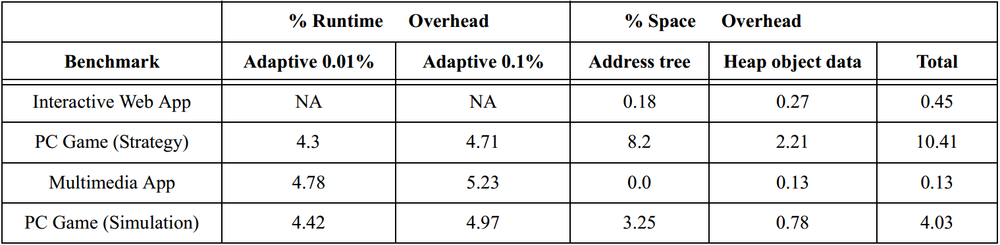 % Runtime Overhead % Space Overhead
Benchmark Adaptive 0.01% Adaptive 0.1% Address tree Heap object data Total
Interactive Web App NA NA 0.18 0.27 0.45
PC Game (Strategy) 4.3 4.71 8.2 2.21 10.41
Multimedia App 4.78 5.23 0.0 0.13 0.13
PC Game (Simulation) 4.42 4.97 3.25 0.78 4.03